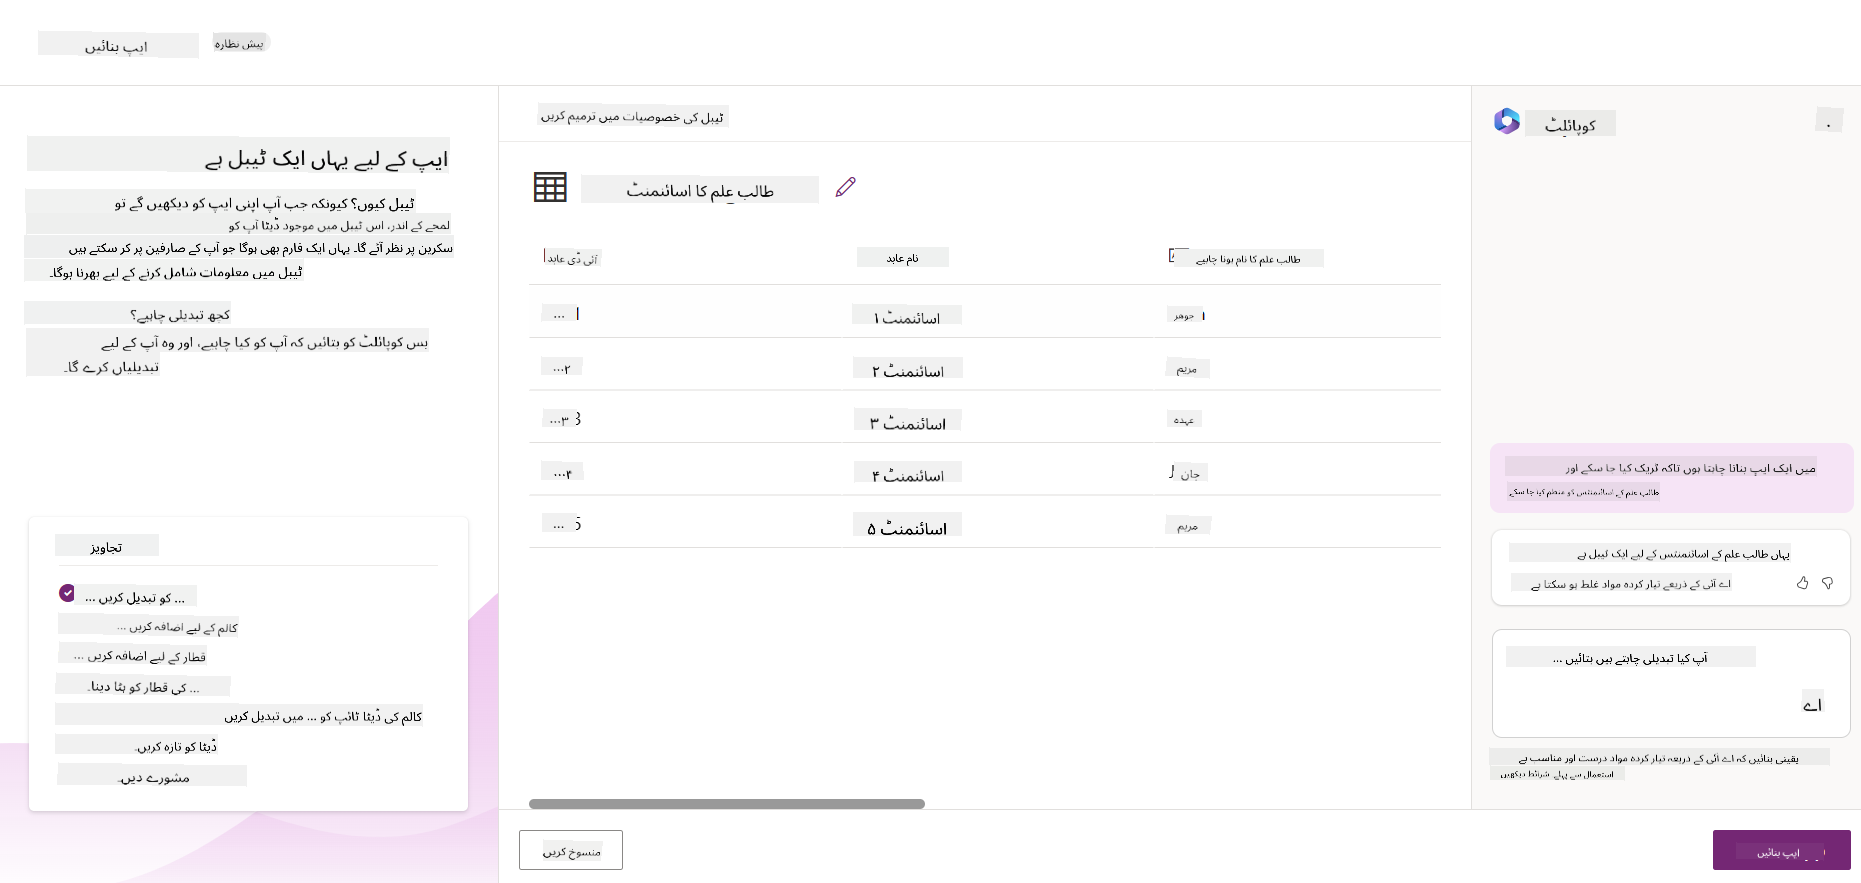 ایپ بنائیں
پیش نظارہ
ایپ کے لیے یہاں ایک ٹیبل ہے
ٹیبل کیوں؟ کیونکہ جب آپ اپنی ایپ کو دیکھیں گے تو
لمحے کے اندر، اس ٹیبل میں موجود ڈیٹا آپ کو
سکرین پر نظر آئے گا۔ یہاں ایک فارم بھی ہوگا جو آپ کے صارفین پر کر سکتے ہیں
ٹیبل میں معلومات شامل کرنے کے لیے بھرنا ہوگا۔
کچھ تبدیلی چاہیے؟
بس کوپائلٹ کو بتائیں کہ آپ کو کیا چاہیے، اور وہ آپ کے لیے
تبدیلیاں کرے گا۔
تجاویز
... کو تبدیل کریں ...
کالم کے لیے اضافہ کریں ...
قطار کے لیے اضافہ کریں ...
... کی قطار کو ہٹا دینا۔
کالم کی ڈیٹا ٹائپ کو ... میں تبدیل کریں
ڈیٹا کو تازہ کریں۔
مشورے دیں۔
ٹیبل کی خصوصیات میں ترمیم کریں
طالب علم کا اسائنمنٹ
آئی ڈی عابد
نام عابد
طالب علم کا نام ہونا چاہیے
...
اسائنمنٹ ۱
جوهر
...۲
اسائنمنٹ ۲
مریم
...۳
اسائنمنٹ ۳
عہدہ
...۴
اسائنمنٹ ۴
جان
... 5
اسائنمنٹ ۵
مریم
منسوخ کریں
کوپائلٹ
میں ایک ایپ بنانا چاہتا ہوں تاکہ ٹریک کیا جا سکے اور
طالب علم کے اسائنمنٹس کو منظم کیا جا سکے
یہاں طالب علم کے اسائنمنٹس کے لیے ایک ٹیبل ہے
اے آئی کے ذریعے تیار کردہ مواد غلط ہو سکتا ہے
آپ کیا تبدیلی چاہتے ہیں بتائیں ...
اے
یقینی بنائیں کہ اے آئی کے ذریعہ تیار کردہ مواد درست اور مناسب ہے
استعمال سے پہلے شرائط دیکھیں
ایپ بنائیں